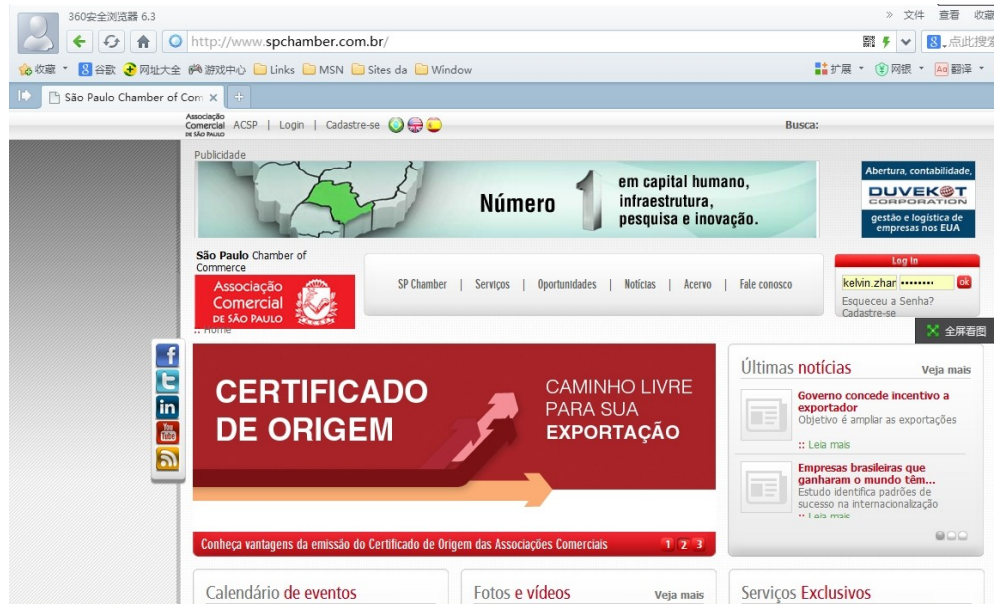 360安全浏览器 6.3
» 文件 查看 收藏
http://www.spchamber.com.br/
点此搜索
收藏 谷歌 网址大全 游戏中心 Links MSN Sites da Window
扩展 网银 翻译
São Paulo Chamber of Com
Associação
Comercial
DE SÃO PAULO
ACSP | Login | Cadastre-se
Busca:
Publicidade
Número 1
em capital humano,
infraestrutura,
pesquisa e inovação.
Abertura, contabilidade,
DUVEKOT
CORPORATION
gestão e logística de
empresas nos EUA
São Paulo Chamber of
Commerce
Associação
Comercial
DE SÃO PAULO
SP Chamber | Serviços | Oportunidades | Notícias | Acervo | Fale conosco
Log In
kelvin.zhar •••••••• ok
Esqueceu a Senha?
Cadastre-se
全屏看图
:: Home
CERTIFICADO
DE ORIGEM
CAMINHO LIVRE
PARA SUA
EXPORTAÇÃO
Conheça vantagens da emissão do Certificado de Origem das Associações Comerciais 1 2 3
Últimas notícias Veja mais
Governo concede incentivo a
exportador
Objetivo é ampliar as exportações
:: Leia mais
Empresas brasileiras que
ganharam o mundo têm...
Estudo identifica padrões de
sucesso na internacionalização
:: Leia mais
Calendário de eventos
Fotos e vídeos Veja mais
Serviços Exclusivos